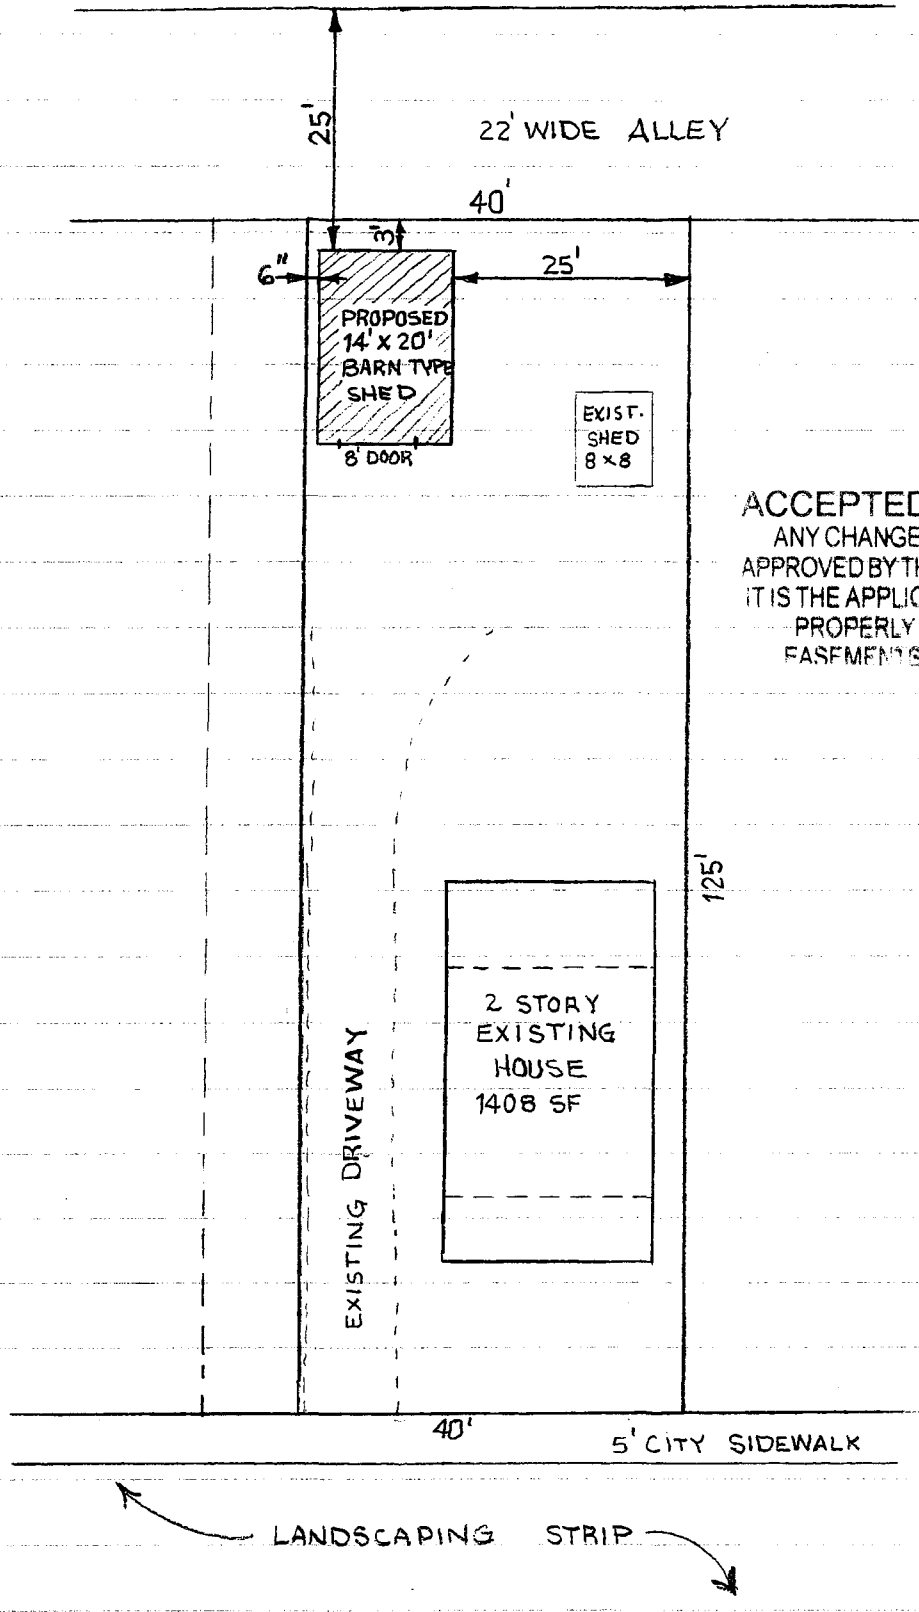 25'
22' WIDE ALLEY
40'
3'
6"
25'
PROPOSED
14' X 20'
BARN TYPE
SHED
8' DOOR
EXIST.
SHED
8 × 8
ACCEPTED
ANY CHANGE
APPROVED BY TH
IT IS THE APPLIC
PROPERLY
EASEMENTS
125'
2 STORY
EXISTING
HOUSE
1408 SF
EXISTING DRIVEWAY
40'
5' CITY SIDEWALK
LANDSCAPING STRIP